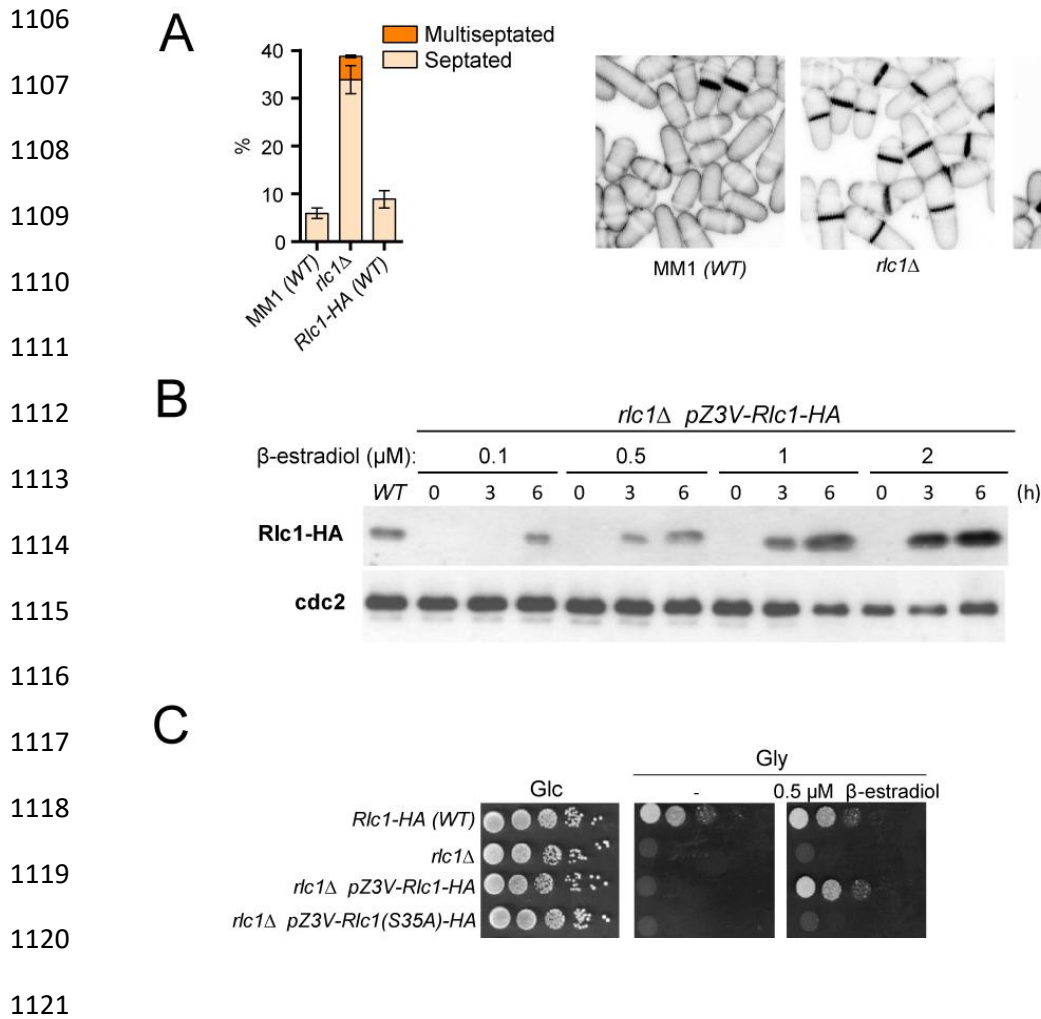 1106
A
Multiseptated
Septated
40
30
20
10
0
%
MM1 (WT)
rlc1Δ
Rlc1-HA (WT)
MM1 (WT)
rlc1Δ
1107
1108
1109
1110
1111
1112
B
rlc1Δ pZ3V-Rlc1-HA
β-estradiol (µM): 0.1 0.5 1 2
1113
WT 0 3 6 0 3 6 0 3 6 0 3 6 (h)
1114
Rlc1-HA
1115
cdc2
1116
C
1117
Gly
Glc - 0.5 µM β-estradiol
1118
Rlc1-HA (WT)
rlc1Δ
1119
rlc1Δ pZ3V-Rlc1-HA
rlc1Δ pZ3V-Rlc1(S35A)-HA
1120
1121